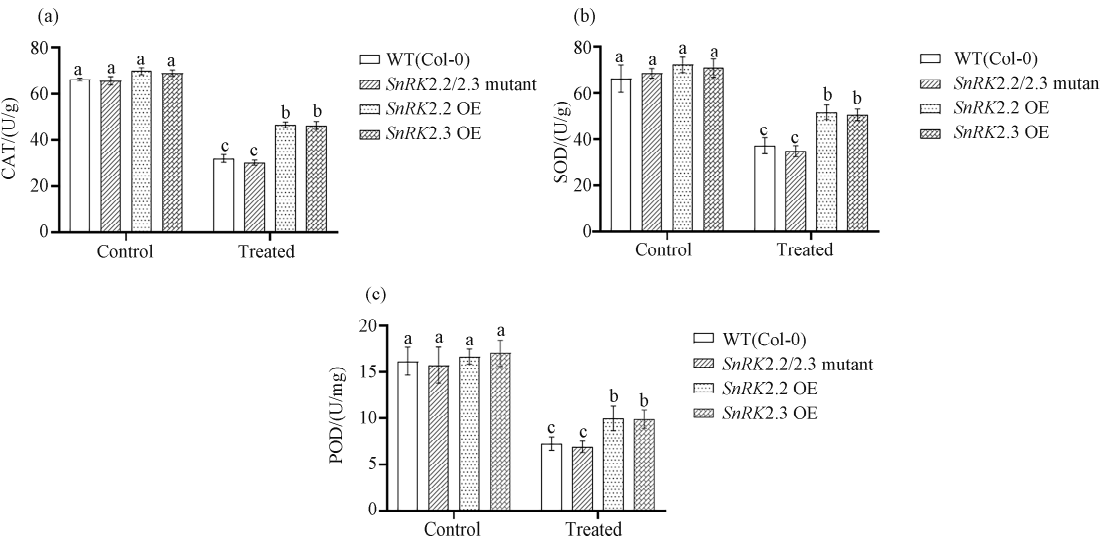 (a)
80
60
40
20
0
CAT/(U/g)
a a a a
c c b b
Control Treated
WT(Col-0)
SnRK2.2/2.3 mutant
SnRK2.2 OE
SnRK2.3 OE
(b)
80
60
40
20
0
SOD/(U/g)
a a a a
c c b b
Control Treated
WT(Col-0)
SnRK2.2/2.3 mutan
SnRK2.2 OE
SnRK2.3 OE
(c)
20
15
10
5
0
POD/(U/mg)
a a a a
c c b b
Control Treated
WT(Col-0)
SnRK2.2/2.3 mutant
SnRK2.2 OE
SnRK2.3 OE